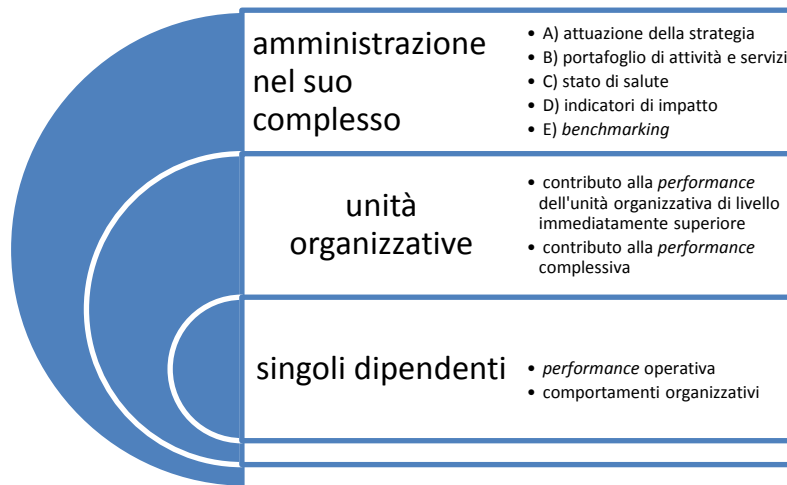 amministrazione
nel suo
complesso
• A) attuazione della strategia
• B) portafoglio di attività e servizi
• C) stato di salute
• D) indicatori di impatto
• E) benchmarking
unità
organizzative
• contributo alla performance
dell'unità organizzativa di livello
immediatamente superiore
• contributo alla performance
complessiva
singoli dipendenti
• performance operativa
• comportamenti organizzativi